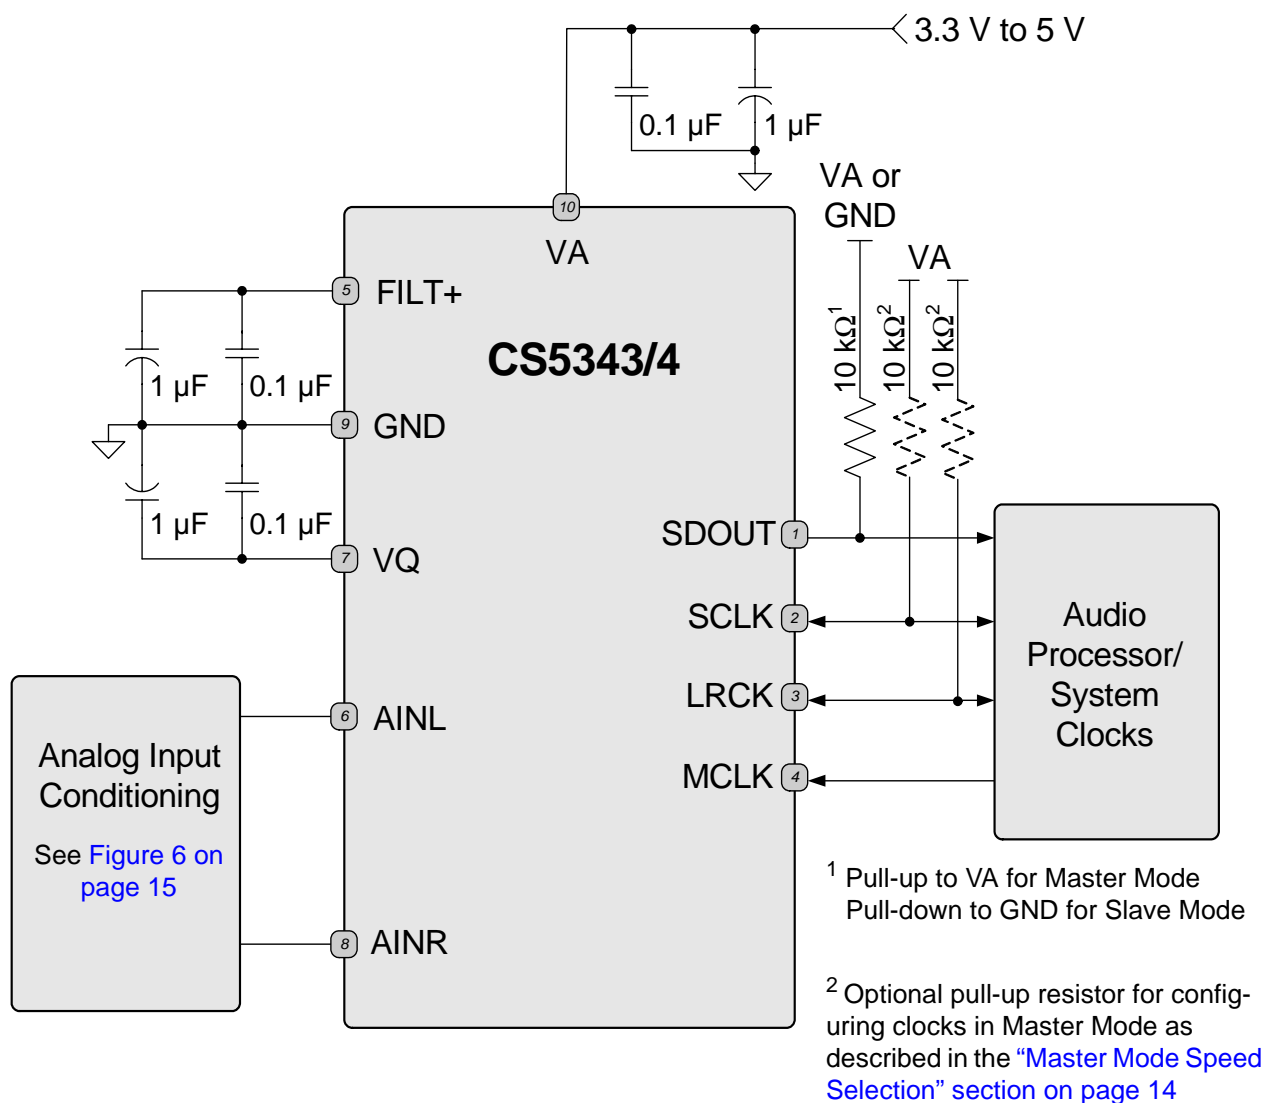 3.3 V to 5 V
0.1 µF
1 µF
VA or
GND
VA
10
VA
5
FILT+
10 kΩ1
10 kΩ2
10 kΩ2
CS5343/4
1 µF
0.1 µF
9
GND
1 µF
0.1 µF
7
VQ
SDOUT
1
SCLK
2
LRCK
3
MCLK
4
Audio
Processor/
System
Clocks
6
AINL
Analog Input
Conditioning
See Figure 6 on
page 15
8
AINR
1 Pull-up to VA for Master Mode
Pull-down to GND for Slave Mode
2 Optional pull-up resistor for config-
uring clocks in Master Mode as
described in the “Master Mode Speed
Selection” section on page 14